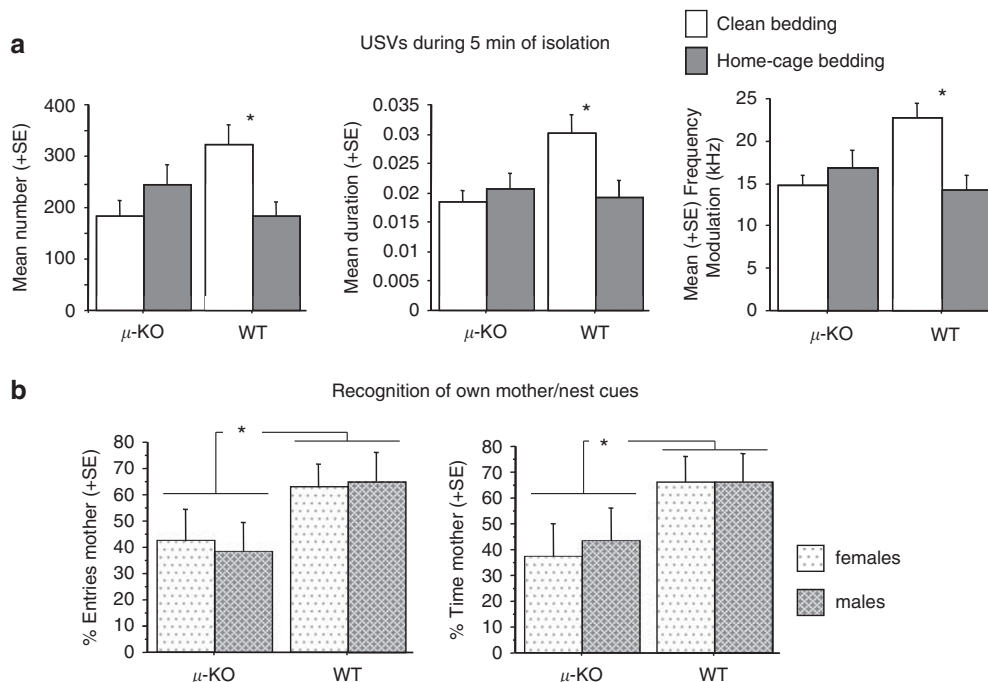 a
USVs during 5 min of isolation
Clean bedding
Home-cage bedding
Mean number (+SE)
400
300
200
100
0
*
μ-KO
WT
Mean duration (+SE)
0.035
0.03
0.025
0.02
0.015
0.01
0.005
0
*
μ-KO
WT
Mean (+SE) Frequency
Modulation (kHz)
25
20
15
10
5
0
*
μ-KO
WT
b
Recognition of own mother/nest cues
% Entries mother (+SE)
80
70
60
50
40
30
20
10
0
*
μ-KO
WT
% Time mother (+SE)
80
70
60
50
40
30
20
10
0
*
μ-KO
WT
females
males